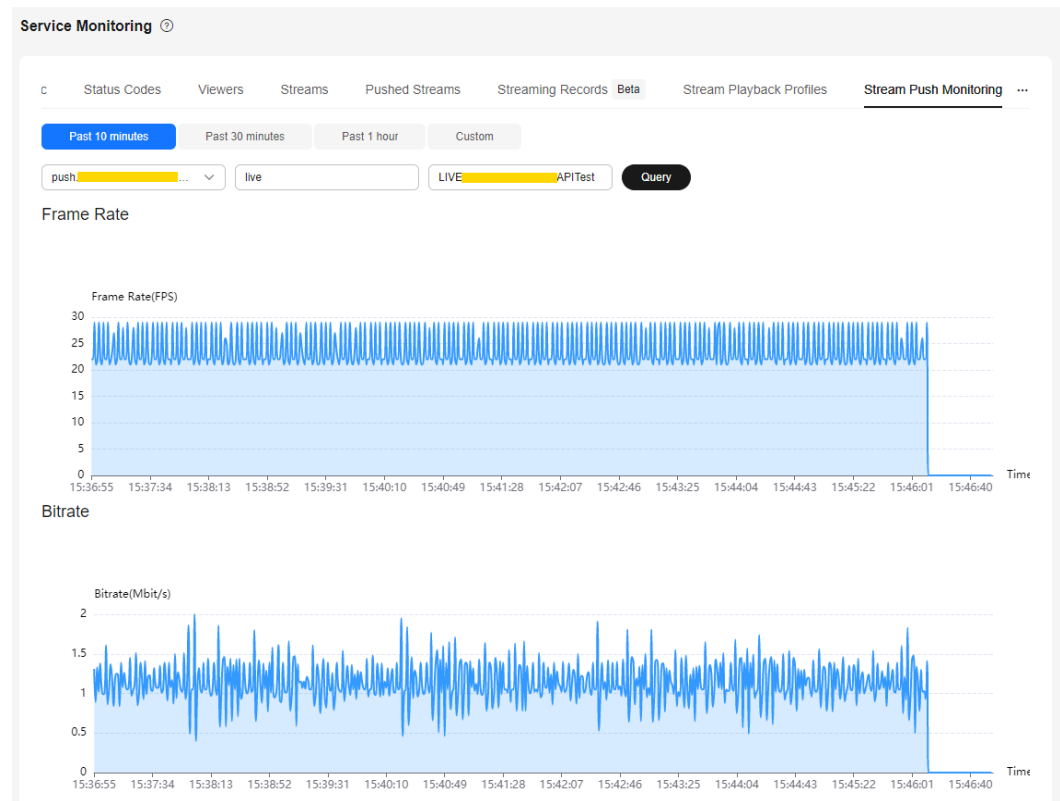 Service Monitoring ?
c Status Codes Viewers Streams Pushed Streams Streaming Records Beta Stream Playback Profiles Stream Push Monitoring ...
Past 10 minutes Past 30 minutes Past 1 hour Custom
push. ... live LIVE APITest Query
Frame Rate
Frame Rate(FPS)
30
25
20
15
10
5
0
Time
15:36:55 15:37:34 15:38:13 15:38:52 15:39:31 15:40:10 15:40:49 15:41:28 15:42:07 15:42:46 15:43:25 15:44:04 15:44:43 15:45:22 15:46:01 15:46:40
Bitrate
Bitrate(Mbit/s)
2
1.5
1
0.5
0
Time
15:36:55 15:37:34 15:38:13 15:38:52 15:39:31 15:40:10 15:40:49 15:41:28 15:42:07 15:42:46 15:43:25 15:44:04 15:44:43 15:45:22 15:46:01 15:46:40